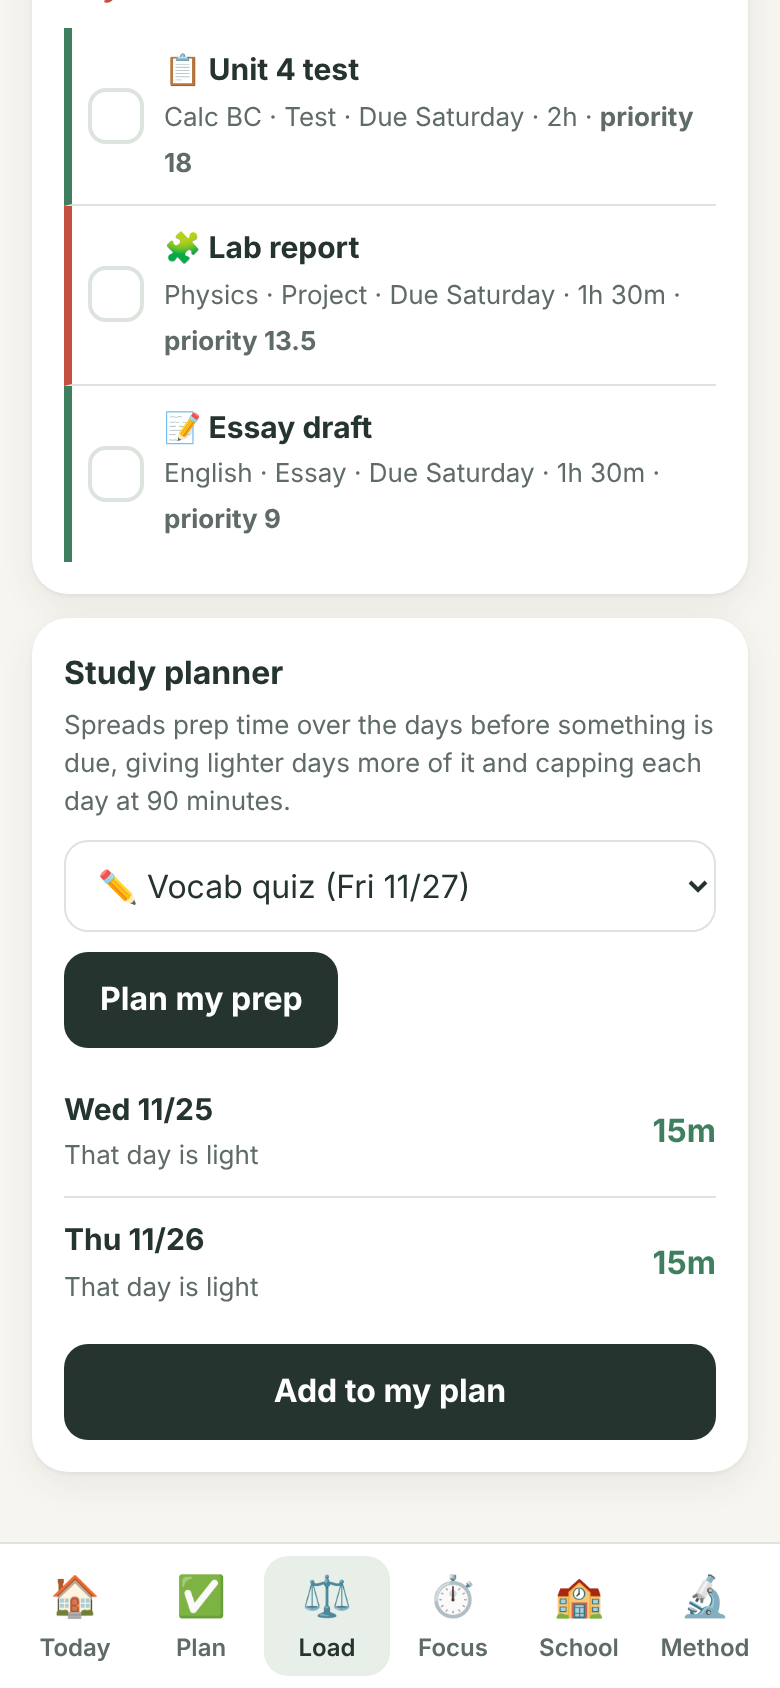 📋 Unit 4 test
Calc BC · Test · Due Saturday · 2h · priority
18
🧩 Lab report
Physics · Project · Due Saturday · 1h 30m ·
priority 13.5
📝 Essay draft
English · Essay · Due Saturday · 1h 30m ·
priority 9
Study planner
Spreads prep time over the days before something is
due, giving lighter days more of it and capping each
day at 90 minutes.
✏️ Vocab quiz (Fri 11/27)
Plan my prep
Wed 11/25
15m
That day is light
Thu 11/26
15m
That day is light
Add to my plan
Today
Plan
Load
Focus
School
Method